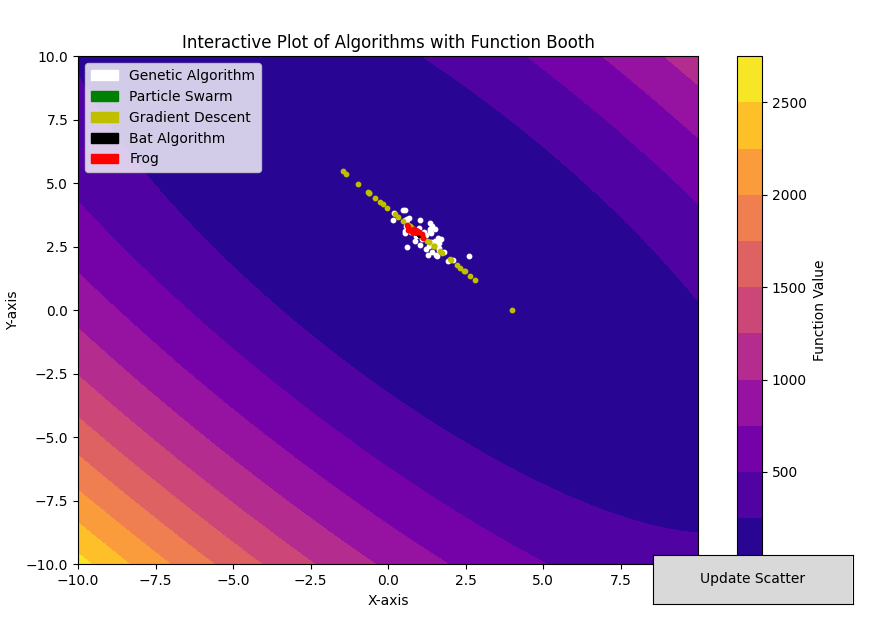 Interactive Plot of Algorithms with Function Booth
10.0
7.5
5.0
2.5
0.0
−2.5
−5.0
−7.5
−10.0
Y-axis
Genetic Algorithm
Particle Swarm
Gradient Descent
Bat Algorithm
Frog
−10.0 −7.5 −5.0 −2.5 0.0 2.5 5.0 7.5
X-axis
2500
2000
1500
1000
500
Function Value
Update Scatter